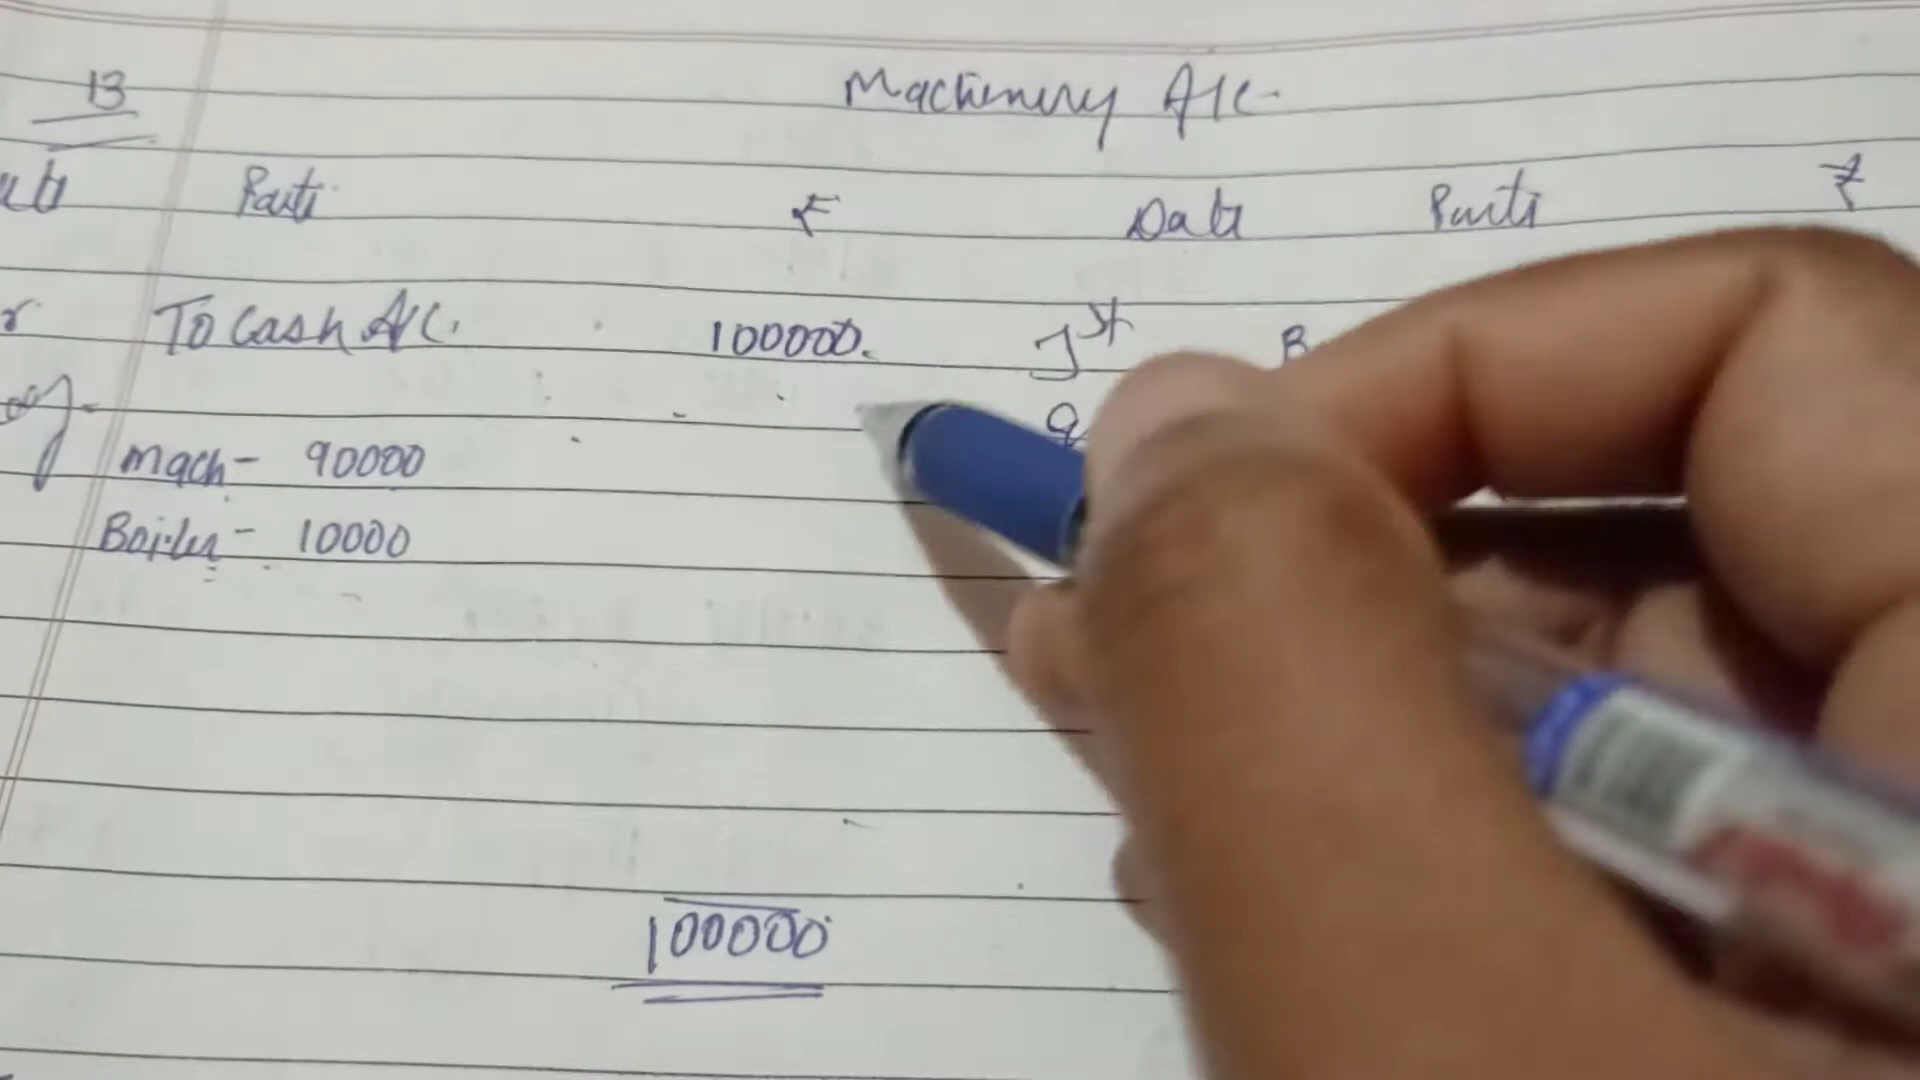 13
Machinery A/c.
Parti ₹ Date Parti ₹
To Cash A/c. 100000. 1st
Mach- 90000
Boiler- 10000
100000